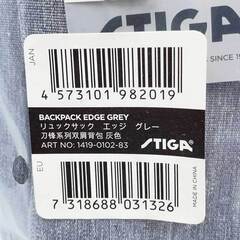 STIGA
SINCE 19
JAN
4 573101 982019
BACKPACK EDGE GREY
リュックサック エッジ グレー
刀锋系列双肩背包 灰色
ART NO: 1419-0102-83
STIGA
EU
7 318688 031326
MADE IN CHINA